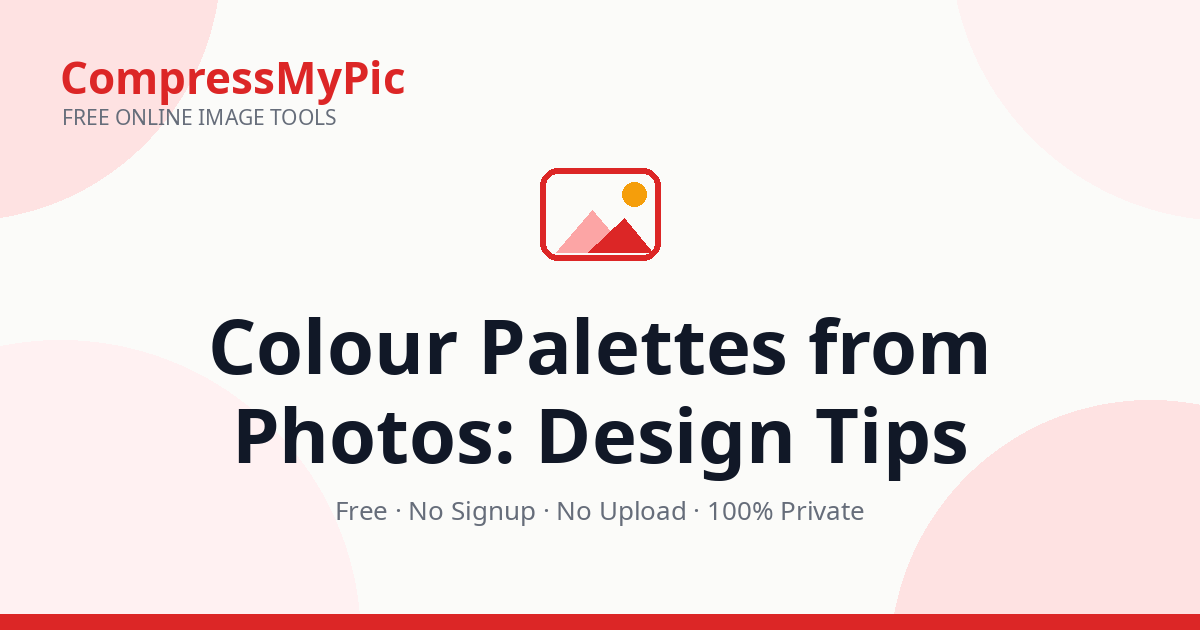 CompressMyPic
FREE ONLINE IMAGE TOOLS
Colour Palettes from
Photos: Design Tips
Free · No Signup · No Upload · 100% Private